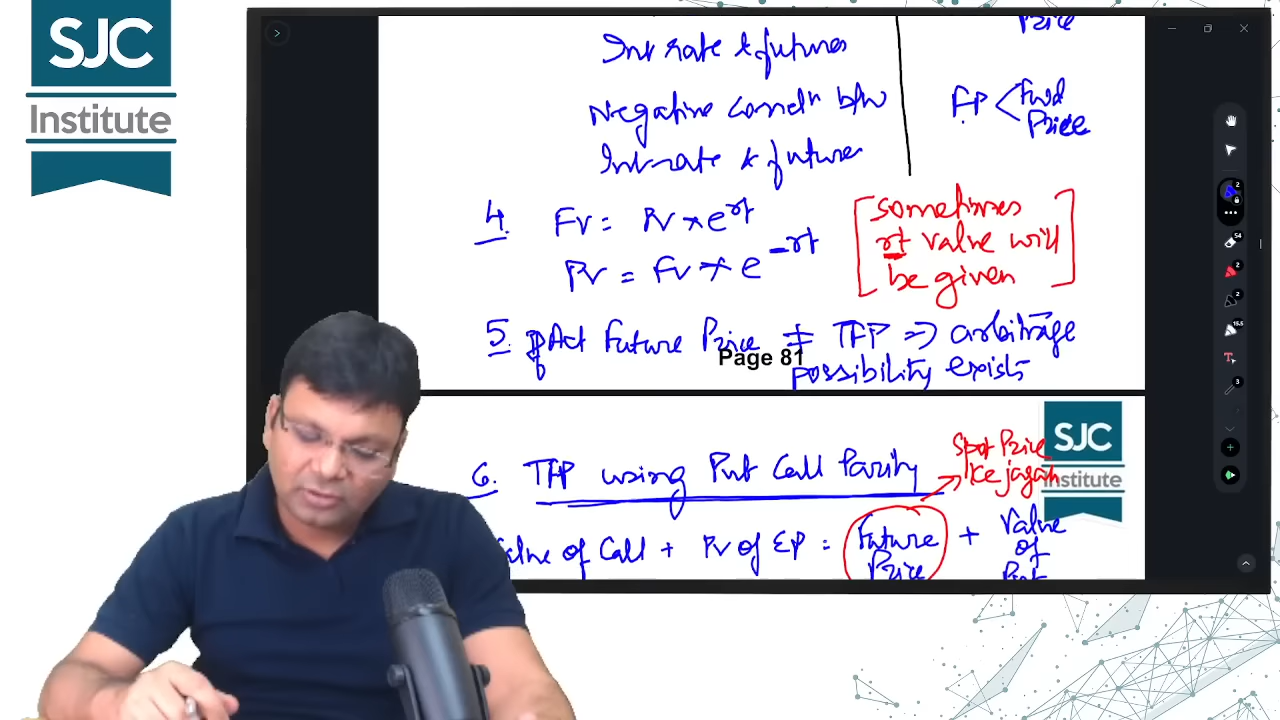 SJC
Institute
Price
Int rate & futures
Negative correln b/w
Int rate & future
FP < Fwd
Price
4. FV = PV × e^rt
PV = FV × e^-rt
[sometimes
rt value will
be given]
5. If Act Future Price ≠ TFP => arbitrage
possibility exists
Page 81
SJC
Institute
6. TFP using Put Call Parity
Spot Price
ke jagah
Value of Call + PV of EP = Future
Price + Value
of
Put